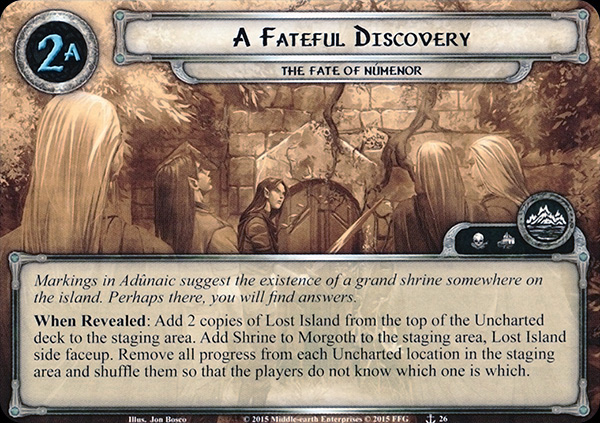 2A
A Fateful Discovery
The Fate of Númenor
Markings in Adûnaic suggest the existence of a grand shrine somewhere on
the island. Perhaps there, you will find answers.
When Revealed: Add 2 copies of Lost Island from the top of the Uncharted
deck to the staging area. Add Shrine to Morgoth to the staging area, Lost Island
side faceup. Remove all progress from each Uncharted location in the staging
area and shuffle them so that the players do not know which one is which.
Illus. Jon Bosco © 2015 Middle-earth Enterprises © 2015 FFG 26